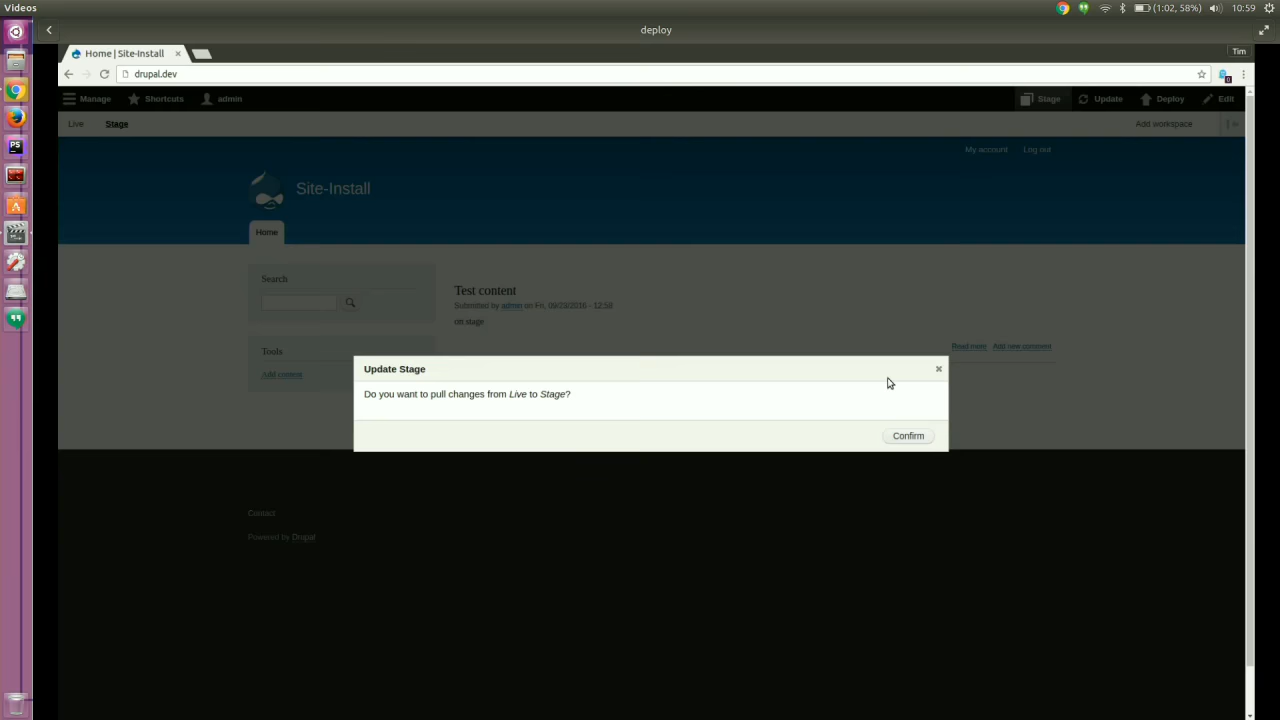 Videos
(1:02, 58%)
10:59
deploy
Home | Site-Install
Tim
drupal.dev
Manage
Shortcuts
admin
Stage
Update
Deploy
Edit
Live
Stage
Add workspace
My account
Log out
Site-Install
Home
Search
Test content
Submitted by admin on Fri, 09/23/2016 - 12:58
on stage
Tools
Read more
Add new comment
Add content
Update Stage
Do you want to pull changes from Live to Stage?
Confirm
Contact
Powered by Drupal